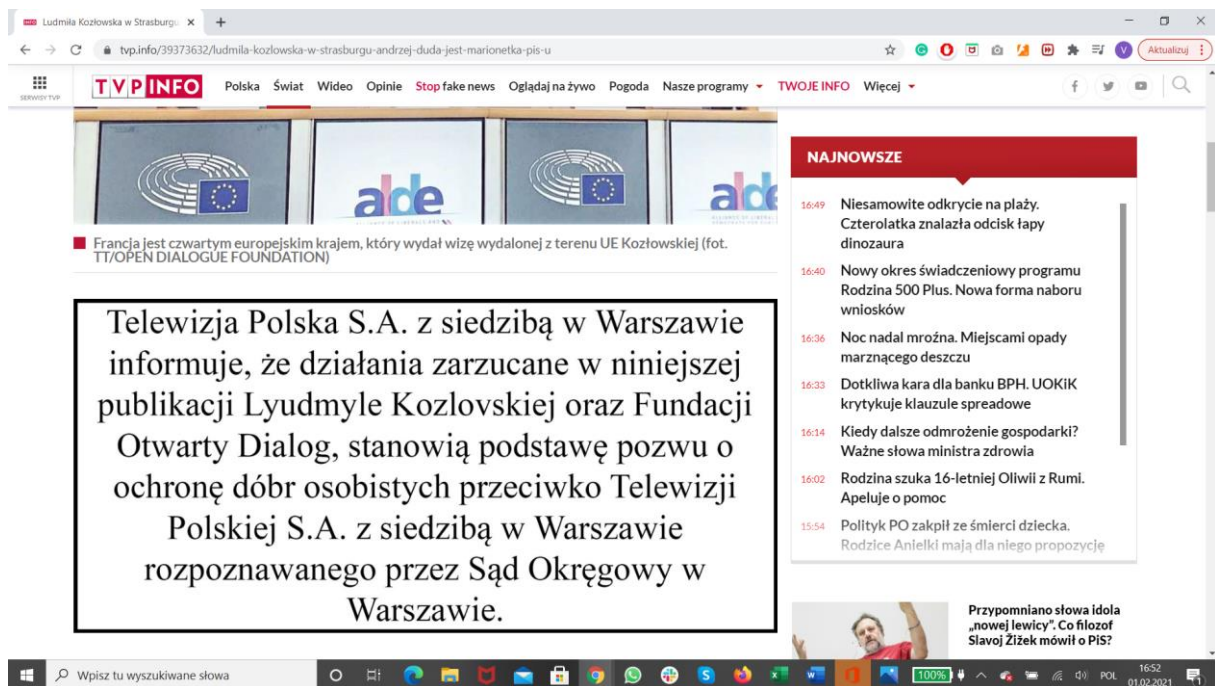 Ludmiła Kozłowska w Strasburgu
tvp.info/39373632/ludmila-kozlowska-w-strasburgu-andrzej-duda-jest-marionetka-pis-u
Aktualizuj
SERWISY TVP
TVP INFO
Polska Świat Wideo Opinie Stop fake news Oglądaj na żywo Pogoda Nasze programy TWOJE INFO Więcej
alde
alde
Francja jest czwartym europejskim krajem, który wydał wizę wydalonej z terenu UE Kozłowskiej (fot.
TT/OPEN DIALOGUE FOUNDATION)
Telewizja Polska S.A. z siedzibą w Warszawie
informuje, że działania zarzucane w niniejszej
publikacji Lyudmyle Kozlovskiej oraz Fundacji
Otwarty Dialog, stanowią podstawę pozwu o
ochronę dóbr osobistych przeciwko Telewizji
Polskiej S.A. z siedzibą w Warszawie
rozpoznawanego przez Sąd Okręgowy w
Warszawie.
NAJNOWSZE
16:49 Niesamowite odkrycie na plaży.
Czterolatka znalazła odcisk łapy
dinozaura
16:40 Nowy okres świadczeniowy programu
Rodzina 500 Plus. Nowa forma naboru
wniosków
16:36 Noc nadal mroźna. Miejscami opady
marznącego deszczu
16:33 Dotkliwa kara dla banku BPH. UOKiK
krytykuje klauzule spreadowe
16:14 Kiedy dalsze odmrożenie gospodarki?
Ważne słowa ministra zdrowia
16:02 Rodzina szuka 16-letniej Oliwii z Rumi.
Apeluje o pomoc
15:54 Polityk PO zakpił ze śmierci dziecka.
Rodzice Anielki mają dla niego propozycję
Przypomniano słowa idola
„nowej lewicy”. Co filozof
Slavoj Žižek mówił o PiS?
Wpisz tu wyszukiwane słowa
100%
POL
16:52
01.02.2021